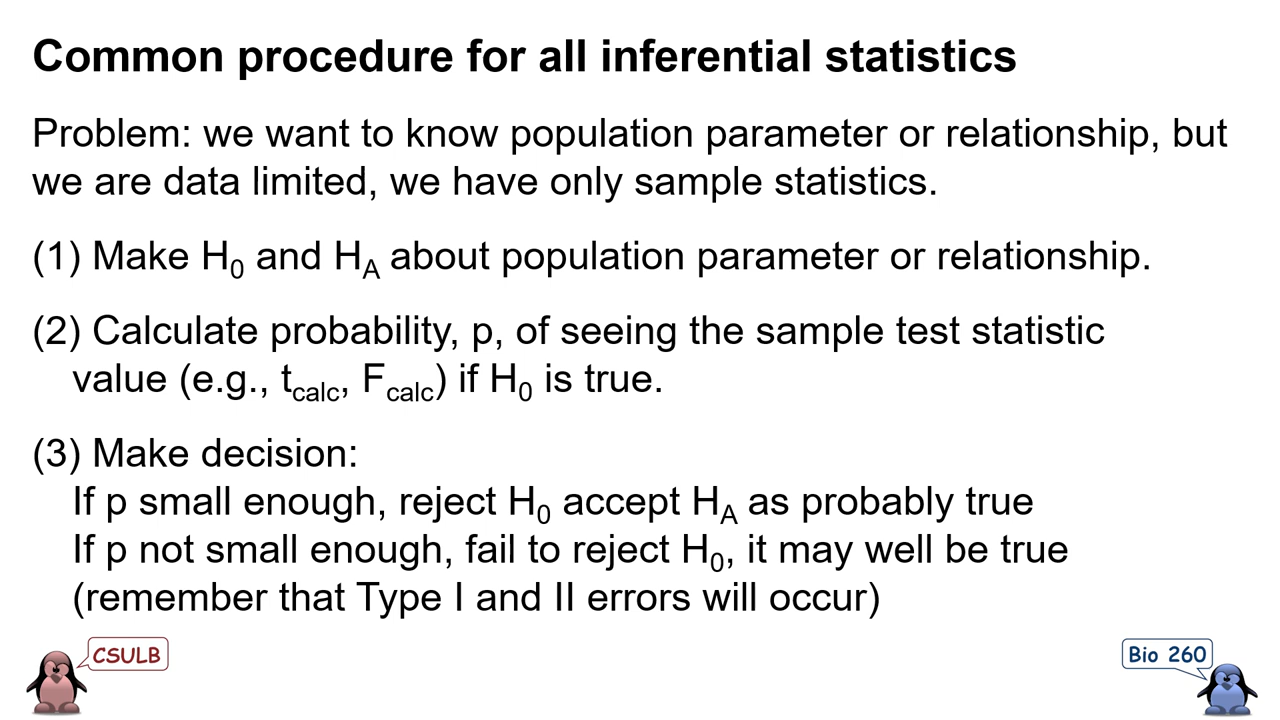 Common procedure for all inferential statistics
Problem: we want to know population parameter or relationship, but
we are data limited, we have only sample statistics.
(1) Make H0 and HA about population parameter or relationship.
(2) Calculate probability, p, of seeing the sample test statistic
value (e.g., tcalc, Fcalc) if H0 is true.
(3) Make decision:
If p small enough, reject H0 accept HA as probably true
If p not small enough, fail to reject H0, it may well be true
(remember that Type I and II errors will occur)
CSULB
Bio 260